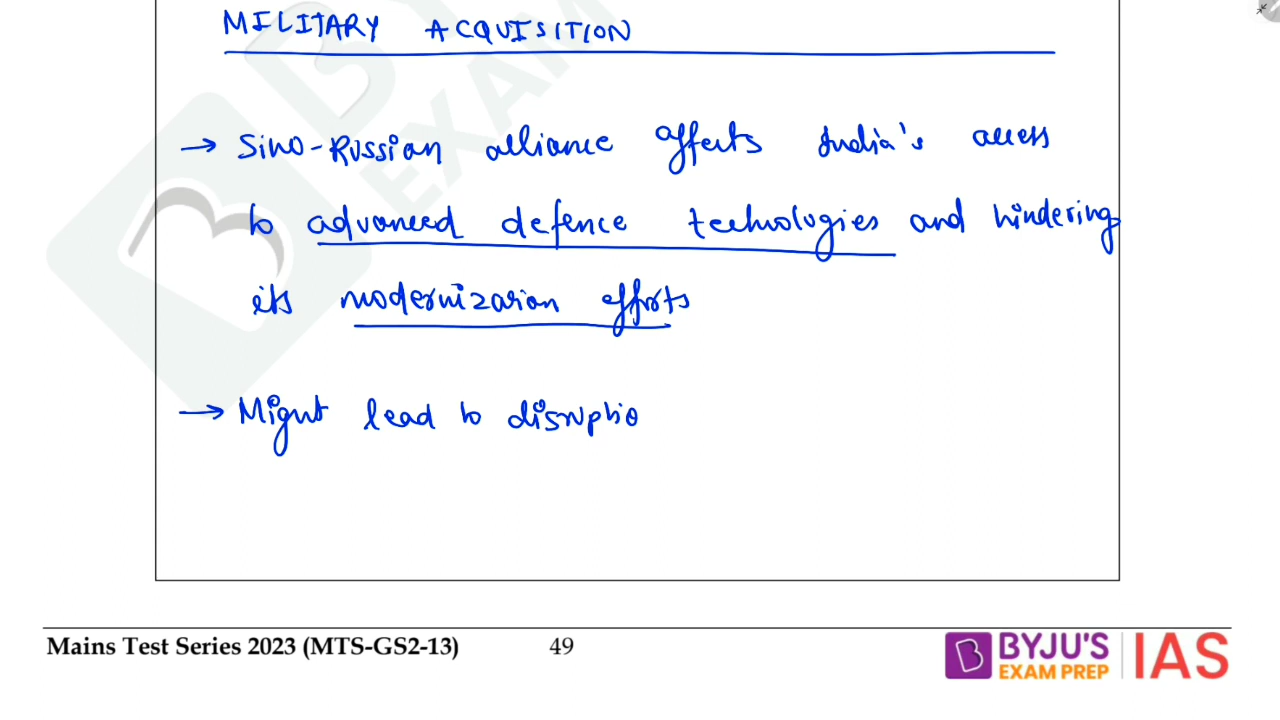 MILITARY ACQUISITION
→ Sino-Russian alliance affects India's access
to advanced defence technologies and hindering
its modernization efforts
→ Might lead to disruptio
Mains Test Series 2023 (MTS-GS2-13) 49
BYJU'S
EXAM PREP
IAS